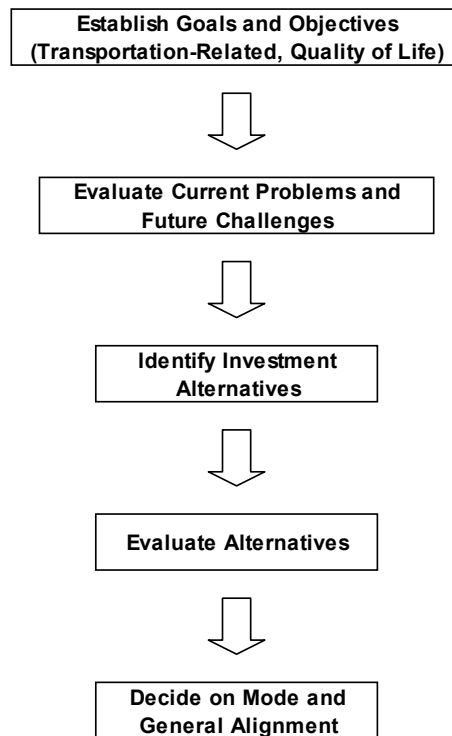 Establish Goals and Objectives
(Transportation-Related, Quality of Life)
Evaluate Current Problems and
Future Challenges
Identify Investment
Alternatives
Evaluate Alternatives
Decide on Mode and
General Alignment